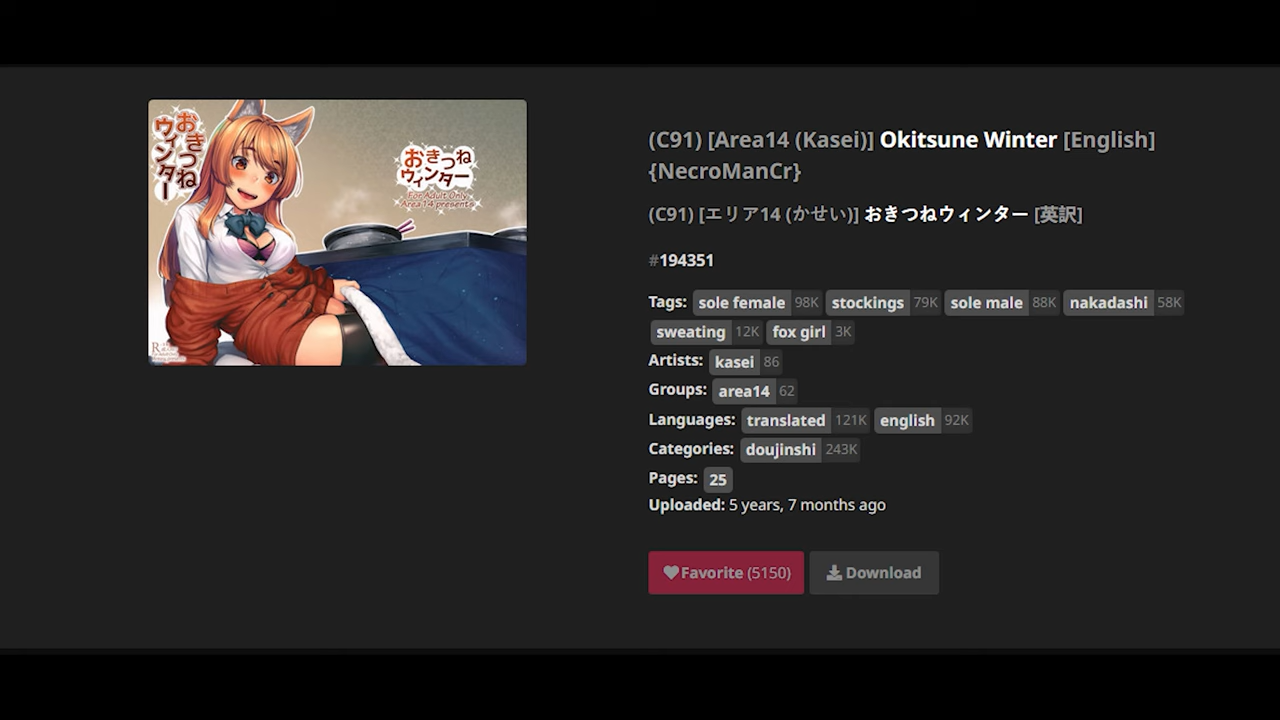 おきつね
ウィンター
おきつね
ウィンター
For Adult Only
Area 14 present
(C91) [Area14 (Kasei)] Okitsune Winter [English]
{NecroManCr}
(C91) [エリア14 (かせい)] おきつねウィンター [英訳]
#194351
Tags: sole female 98K stockings 79K sole male 88K nakadashi 58K
sweating 12K fox girl 3K
Artists: kasei 86
Groups: area14 62
Languages: translated 121K english 92K
Categories: doujinshi 243K
Pages: 25
Uploaded: 5 years, 7 months ago
Favorite (5150) Download